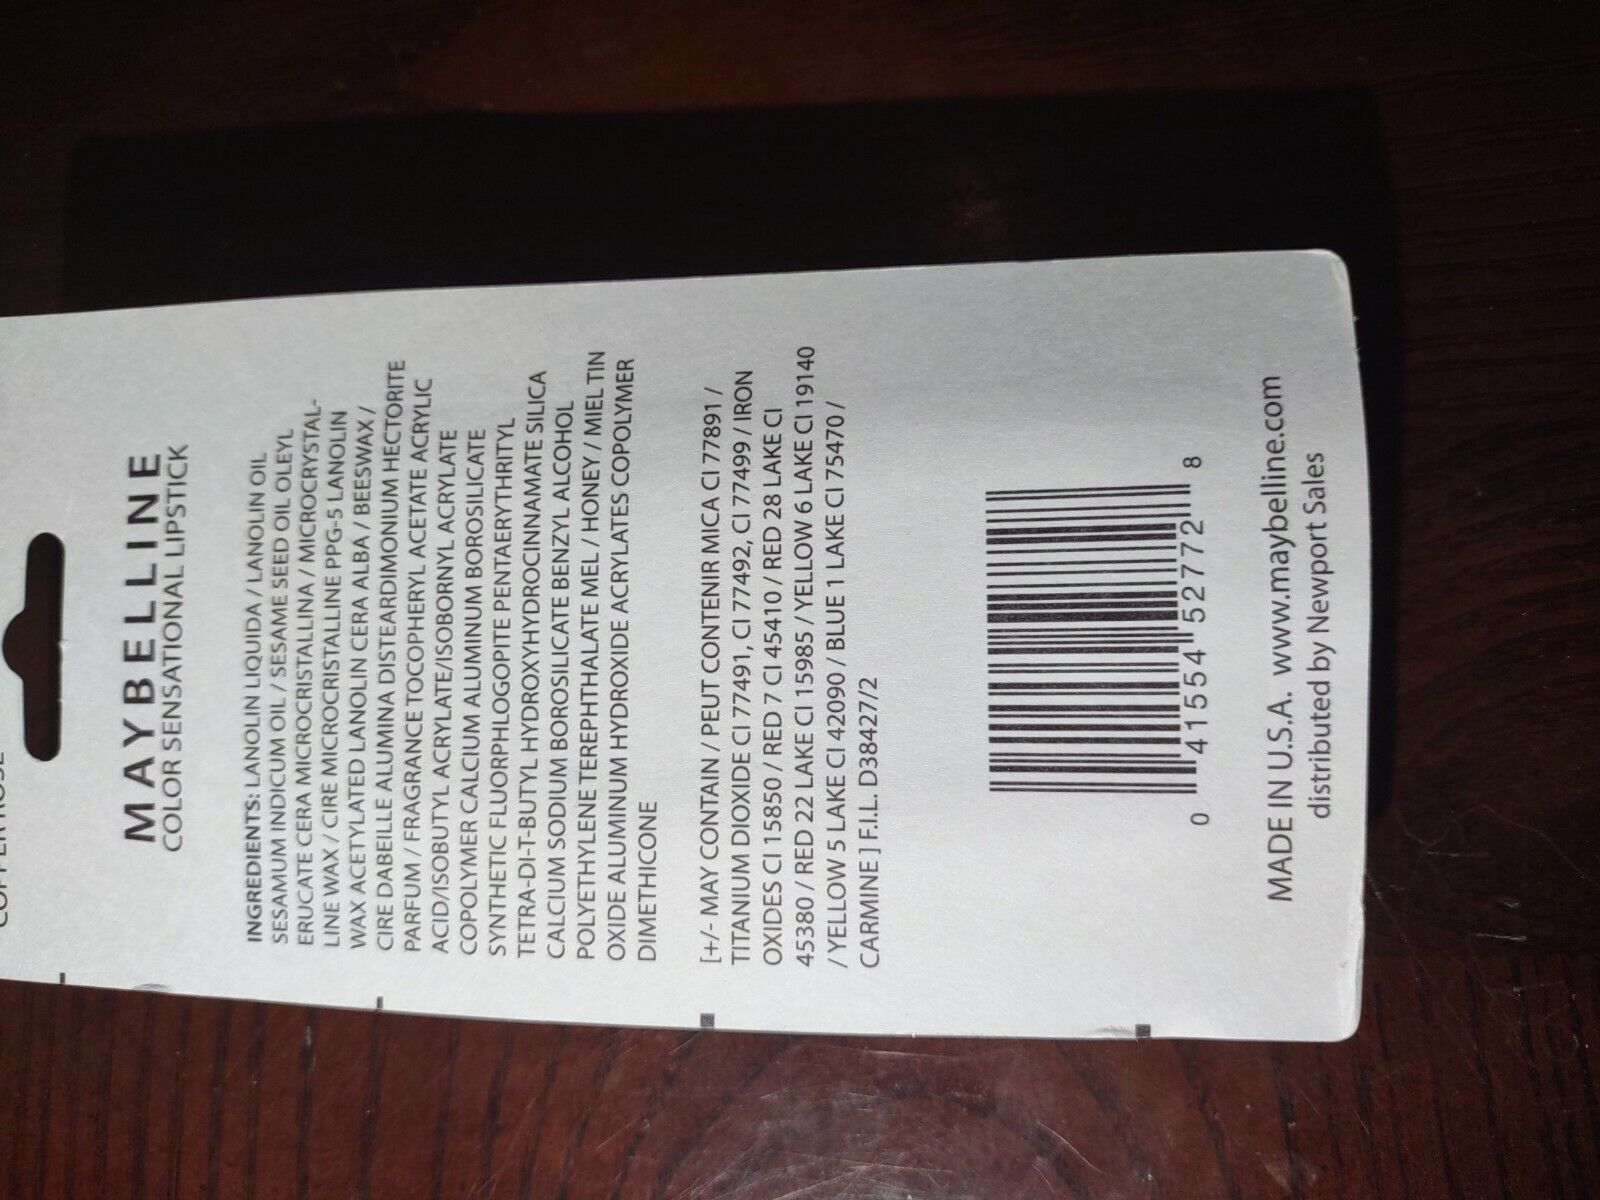 MAYBELLINE
COLOR SENSATIONAL LIPSTICK
INGREDIENTS: LANOLIN LIQUIDA / LANOLIN OIL
SESAMUM INDICUM OIL / SESAME SEED OIL OLEYL
ERUCATE CERA MICROCRISTALLINA / MICROCRYSTAL-
LINE WAX / CIRE MICROCRISTALLINE PPG-5 LANOLIN
WAX ACETYLATED LANOLIN CERA ALBA / BEESWAX /
CIRE DABEILLE ALUMINA DISTEARDIMONIUM HECTORITE
PARFUM / FRAGRANCE TOCOPHERYL ACETATE ACRYLIC
ACID/ISOBUTYL ACRYLATE/ISOBORNYL ACRYLATE
COPOLYMER CALCIUM ALUMINUM BOROSILICATE
SYNTHETIC FLUORPHLOGOPITE PENTAERYTHRITYL
TETRA-DI-T-BUTYL HYDROXYHYDROCINNAMATE SILICA
CALCIUM SODIUM BOROSILICATE BENZYL ALCOHOL
POLYETHYLENE TEREPHTHALATE MEL / HONEY / MIEL TIN
OXIDE ALUMINUM HYDROXIDE ACRYLATES COPOLYMER
DIMETHICONE
[+/- MAY CONTAIN / PEUT CONTENIR MICA CI 77891 /
TITANIUM DIOXIDE CI 77491, CI 77492, CI 77499 / IRON
OXIDES CI 15850 / RED 7 CI 45410 / RED 28 LAKE CI
45380 / RED 22 LAKE CI 15985 / YELLOW 6 LAKE CI 19140
/ YELLOW 5 LAKE CI 42090 / BLUE 1 LAKE CI 75470 /
CARMINE ] F.I.L. D38427/2
0 41554 52772 8
MADE IN U.S.A. www.maybelline.com
distributed by Newport Sales